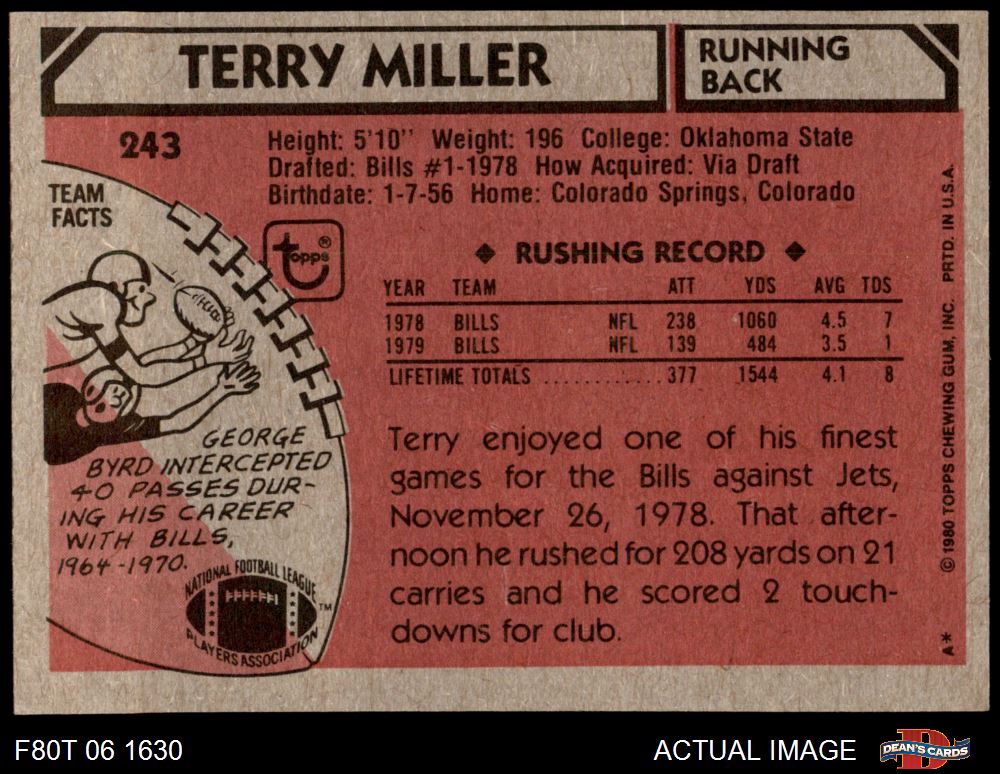 TERRY MILLER
RUNNING
BACK
243
Height: 5'10" Weight: 196 College: Oklahoma State
Drafted: Bills #1-1978 How Acquired: Via Draft
Birthdate: 1-7-56 Home: Colorado Springs, Colorado
TEAM
FACTS
topps®
◆ RUSHING RECORD ◆
YEAR TEAM ATT YDS AVG TDS
1978 BILLS NFL 238 1060 4.5 7
1979 BILLS NFL 139 484 3.5 1
LIFETIME TOTALS ............ 377 1544 4.1 8
GEORGE
BYRD INTERCEPTED
40 PASSES DUR-
ING HIS CAREER
WITH BILLS,
1964-1970.
NATIONAL FOOTBALL LEAGUE
PLAYERS ASSOCIATION
™
Terry enjoyed one of his finest
games for the Bills against Jets,
November 26, 1978. That after-
noon he rushed for 208 yards on 21
carries and he scored 2 touch-
downs for club.
A* © 1980 TOPPS CHEWING GUM, INC. PRTD. IN U.S.A.
F80T 06 1630
ACTUAL IMAGE
DEAN'S CARDS